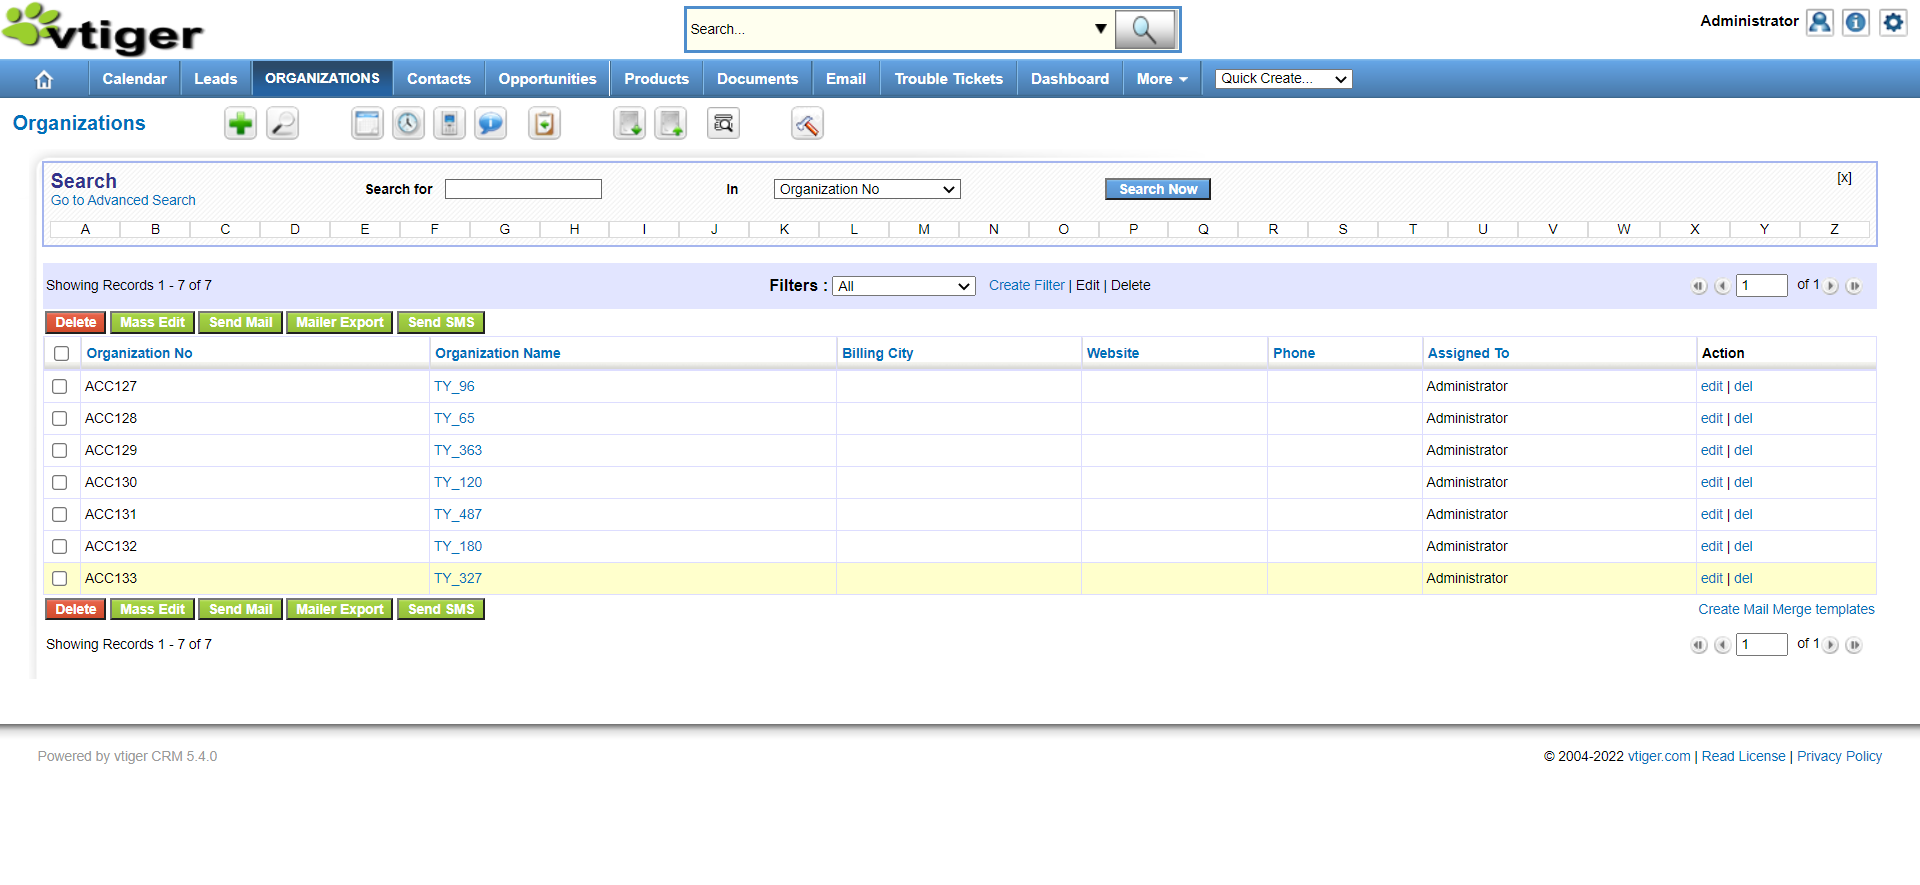 vtiger
Search...
Administrator
Calendar Leads ORGANIZATIONS Contacts Opportunities Products Documents Email Trouble Tickets Dashboard More Quick Create...
Organizations
Search
Go to Advanced Search
Search for In Organization No Search Now [x]
A B C D E F G H I J K L M N O P Q R S T U V W X Y Z
Showing Records 1 - 7 of 7 Filters : All Create Filter | Edit | Delete 1 of 1
Delete Mass Edit Send Mail Mailer Export Send SMS
Organization No Organization Name Billing City Website Phone Assigned To Action
ACC127 TY_96 Administrator edit | del
ACC128 TY_65 Administrator edit | del
ACC129 TY_363 Administrator edit | del
ACC130 TY_120 Administrator edit | del
ACC131 TY_487 Administrator edit | del
ACC132 TY_180 Administrator edit | del
ACC133 TY_327 Administrator edit | del
Delete Mass Edit Send Mail Mailer Export Send SMS Create Mail Merge templates
Showing Records 1 - 7 of 7 1 of 1
Powered by vtiger CRM 5.4.0 © 2004-2022 vtiger.com | Read License | Privacy Policy